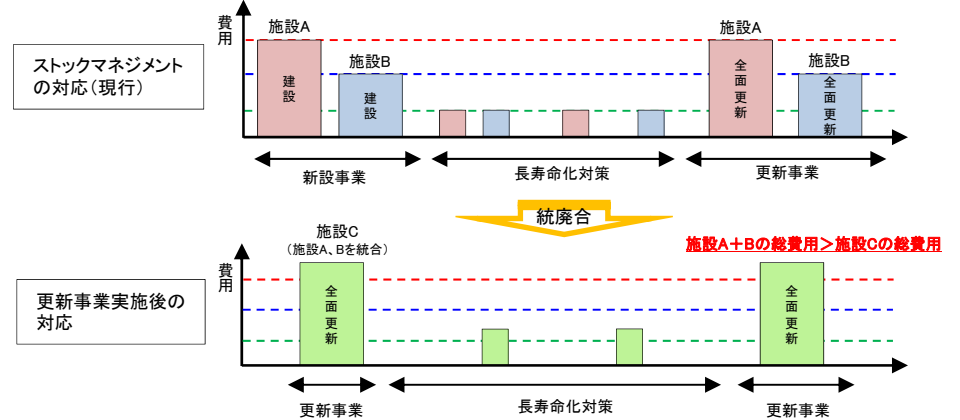 費用
施設A
施設B
施設A
施設B
ストックマネジメント
の対応(現行)
建設
建設
全面更新
全面更新
新設事業
長寿命化対策
更新事業
統廃合
施設C
(施設A、Bを統合)
施設A+Bの総費用>施設Cの総費用
費用
更新事業実施後の
対応
全面更新
全面更新
更新事業
長寿命化対策
更新事業